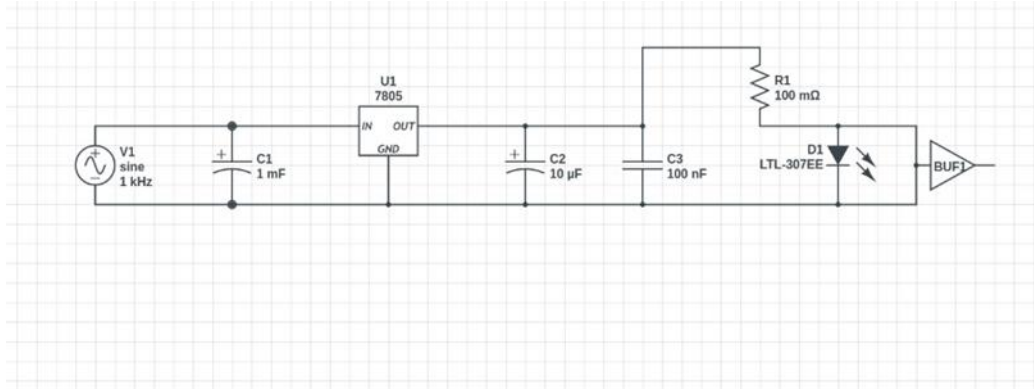 V1
sine
1 kHz
+
−
+
C1
1 mF
U1
7805
IN
OUT
GND
+
C2
10 µF
C3
100 nF
R1
100 mΩ
D1
LTL-307EE
BUF1